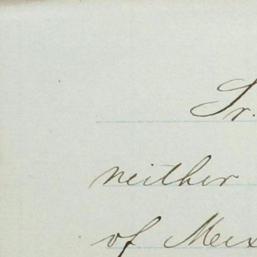 Sr.
neither
of Mex